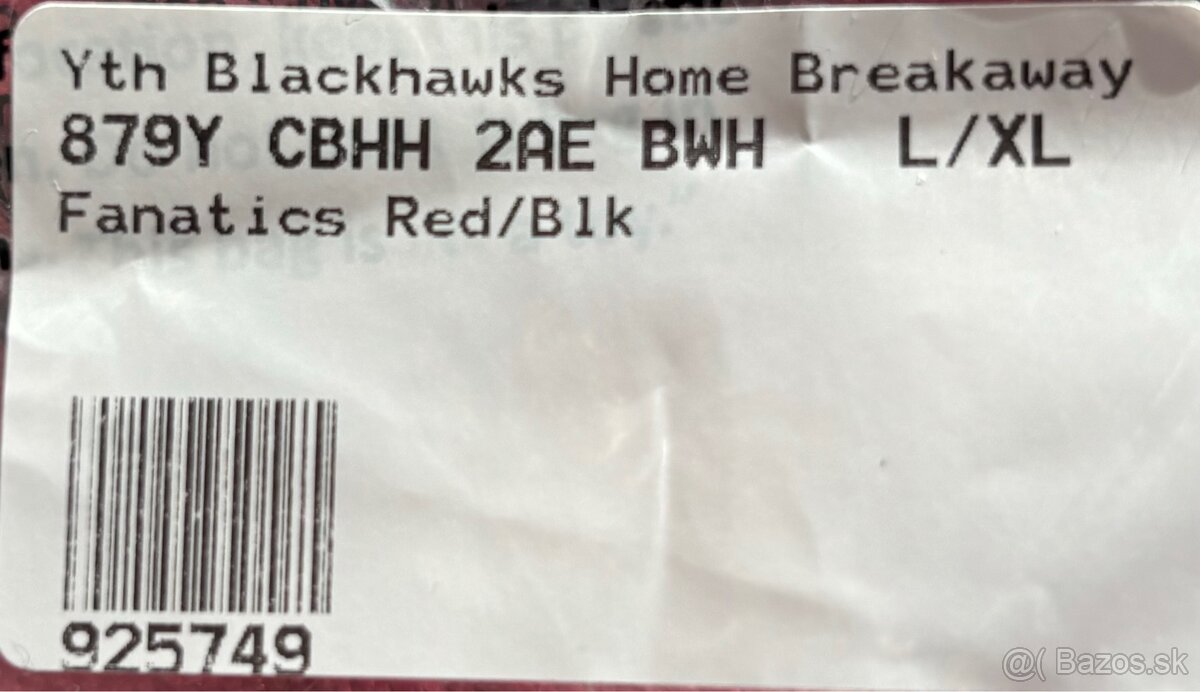 Yth Blackhawks Home Breakaway
879Y CBHH 2AE BWH L/XL
Fanatics Red/Blk
925749
@( Bazos.sk